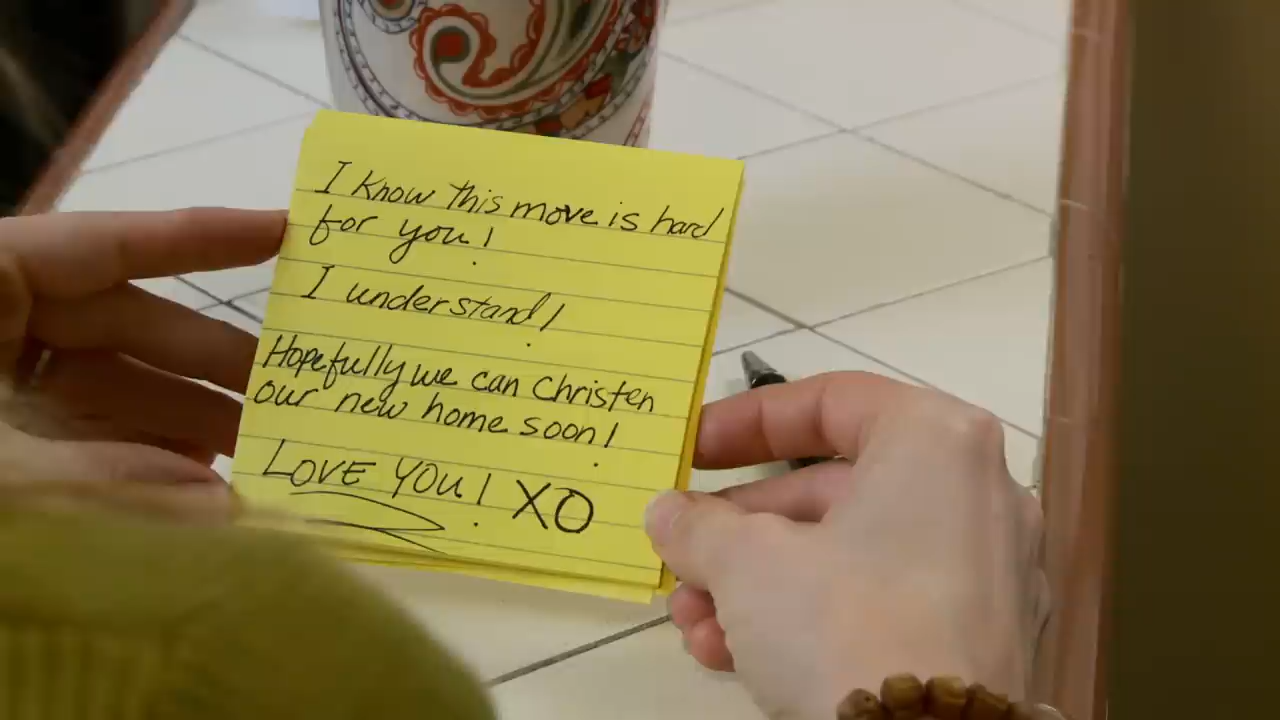 I know this move is hard
for you!
I understand!
Hopefully we can Christen
our new home soon!
LOVE YOU! XO